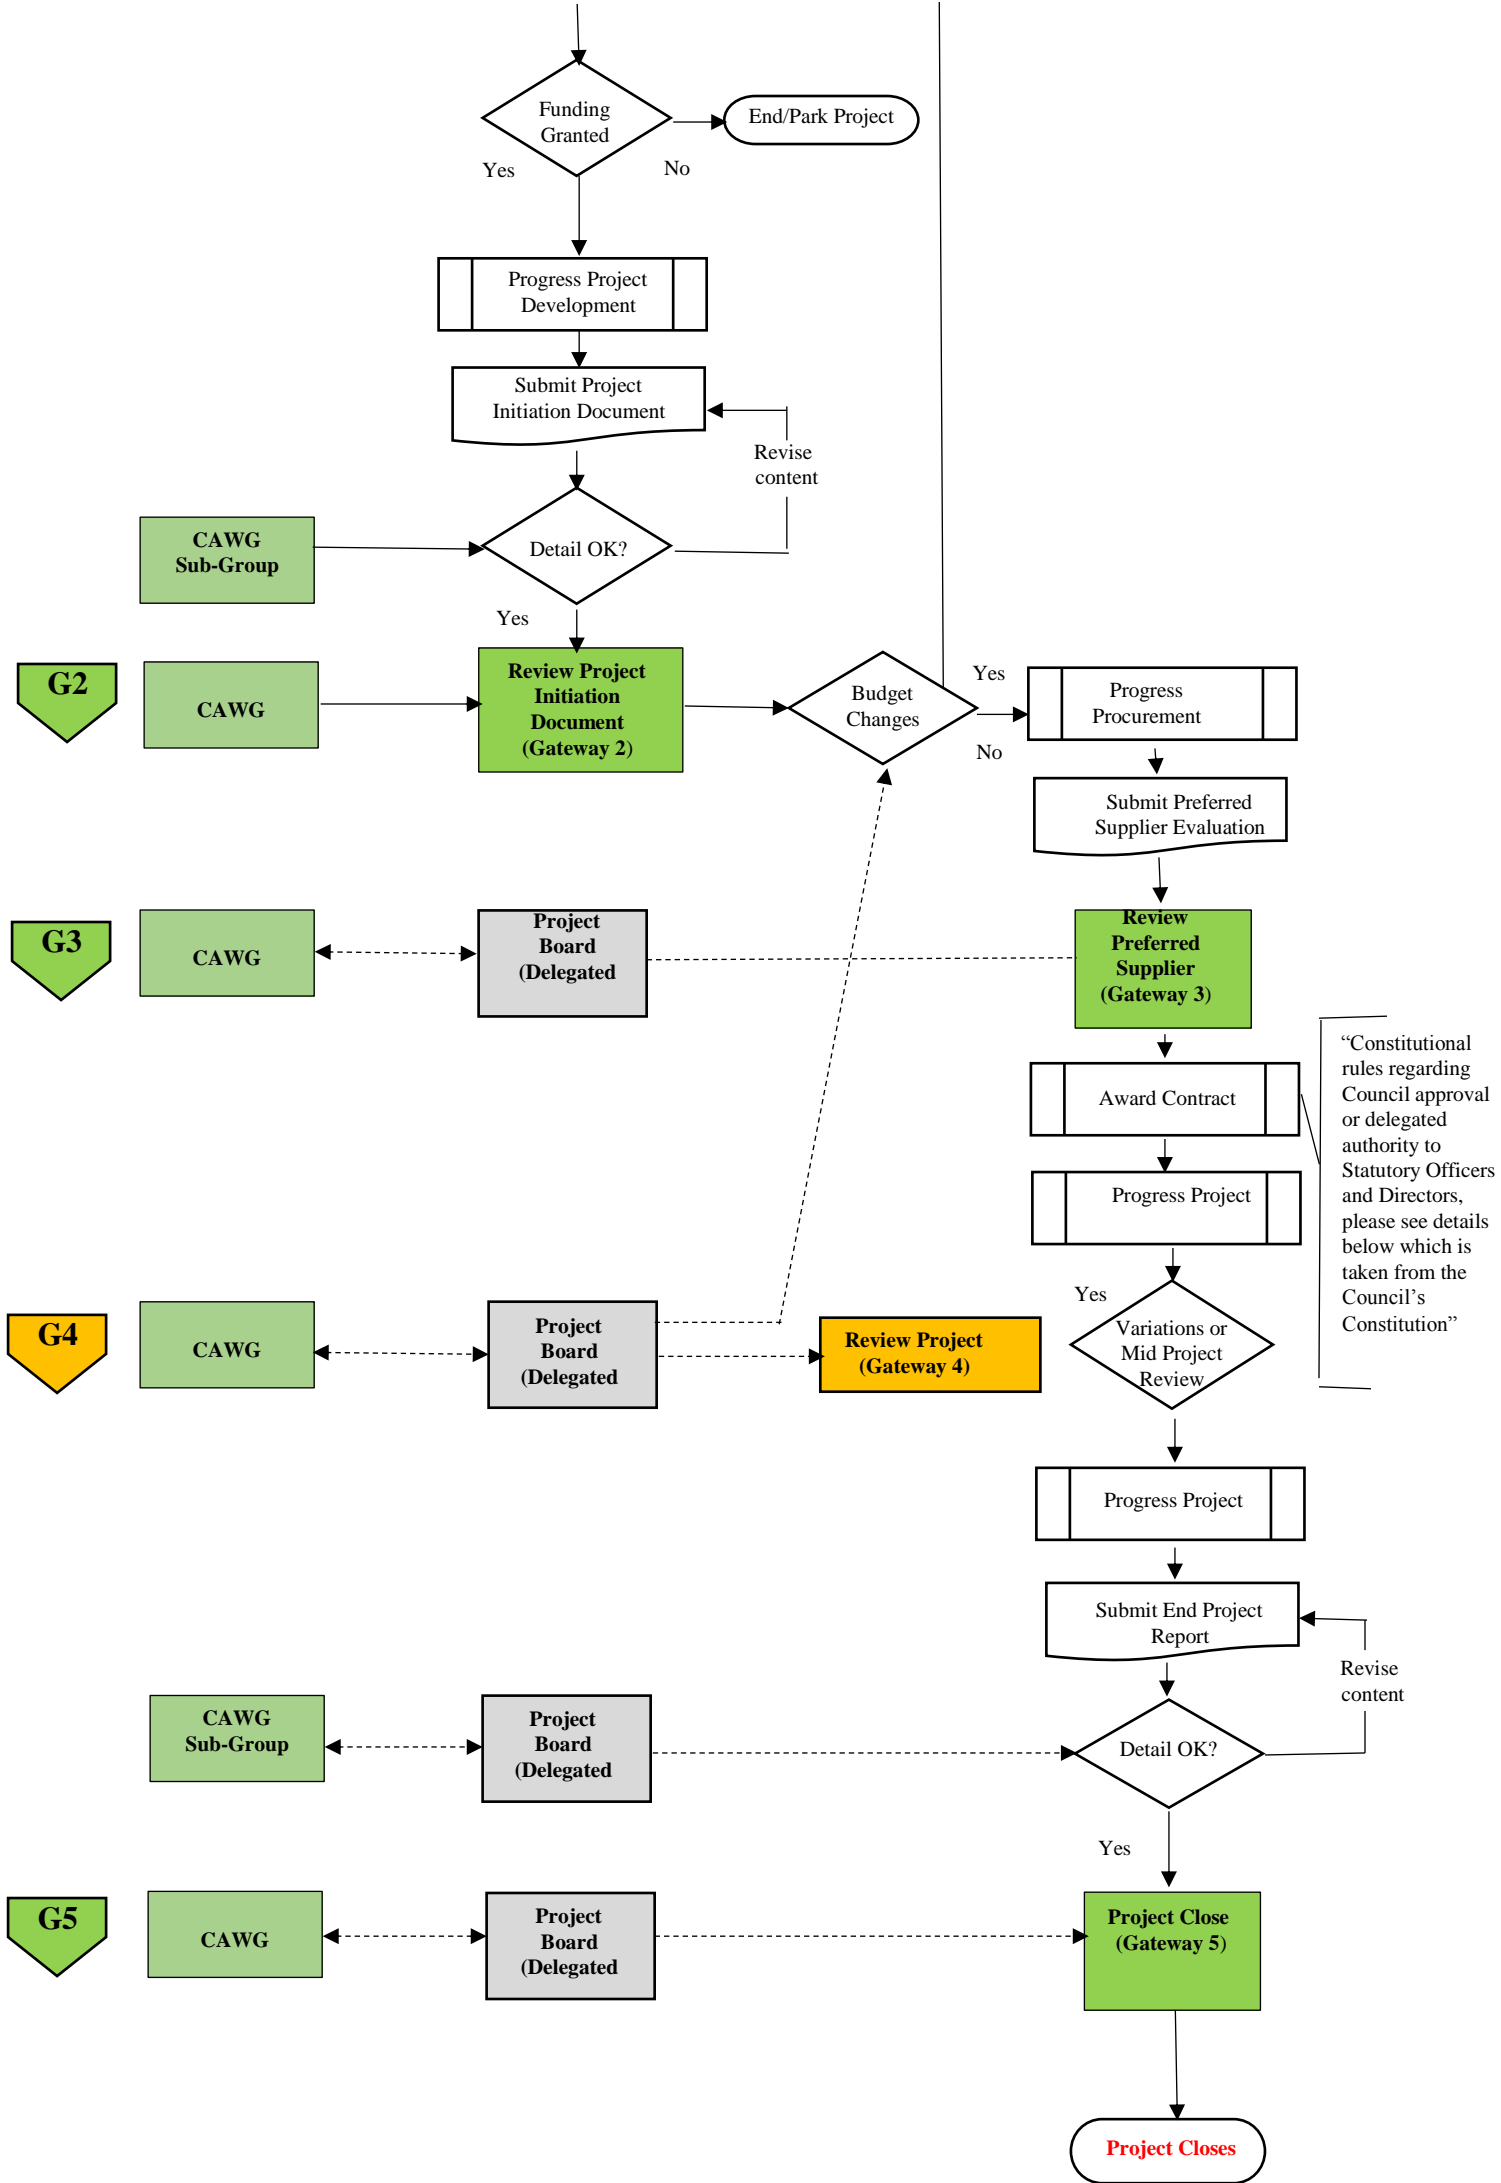 Funding
Granted
End/Park Project
Yes
No
Progress Project
Development
Submit Project
Initiation Document
Revise
content
CAWG
Sub-Group
Detail OK?
Yes
G2
CAWG
Review Project
Initiation
Document
(Gateway 2)
Budget
Changes
Yes
No
Progress
Procurement
Submit Preferred
Supplier Evaluation
G3
CAWG
Project
Board
(Delegated
Review
Preferred
Supplier
(Gateway 3)
Award Contract
“Constitutional
rules regarding
Council approval
or delegated
authority to
Statutory Officers
and Directors,
please see details
below which is
taken from the
Council’s
Constitution”
Progress Project
Yes
Variations or
Mid Project
Review
G4
CAWG
Project
Board
(Delegated
Review Project
(Gateway 4)
Progress Project
Submit End Project
Report
Revise
content
CAWG
Sub-Group
Project
Board
(Delegated
Detail OK?
Yes
G5
CAWG
Project
Board
(Delegated
Project Close
(Gateway 5)
Project Closes